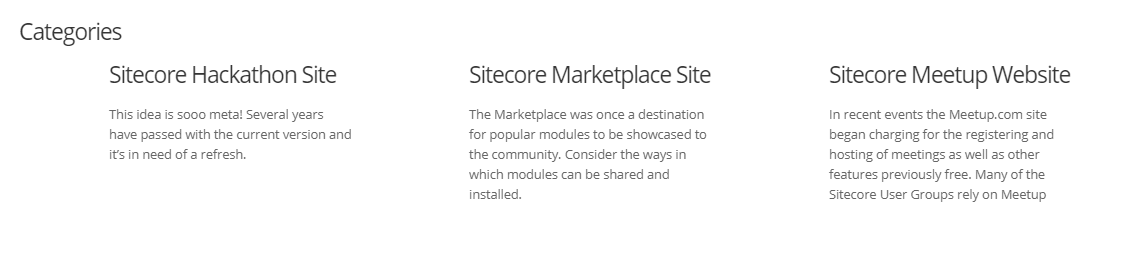 Categories
Sitecore Hackathon Site
This idea is sooo meta! Several years
have passed with the current version and
it's in need of a refresh.
Sitecore Marketplace Site
The Marketplace was once a destination
for popular modules to be showcased to
the community. Consider the ways in
which modules can be shared and
installed.
Sitecore Meetup Website
In recent events the Meetup.com site
began charging for the registering and
hosting of meetings as well as other
features previously free. Many of the
Sitecore User Groups rely on Meetup